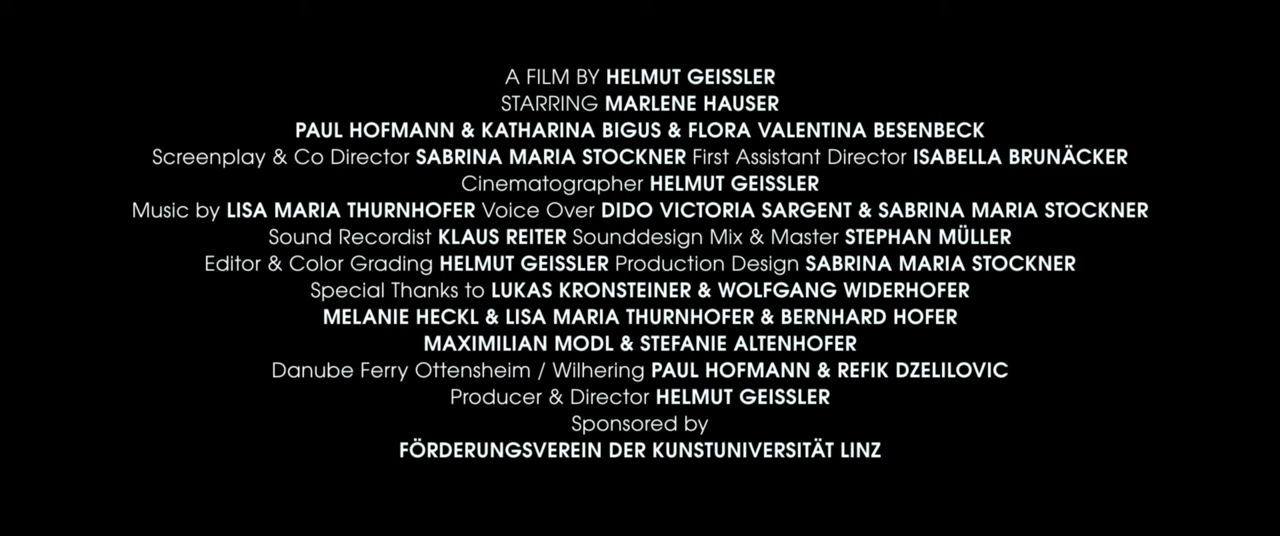 A FILM BY HELMUT GEISSLER
STARRING MARLENE HAUSER
PAUL HOFMANN & KATHARINA BIGUS & FLORA VALENTINA BESENBECK
Screenplay & Co Director SABRINA MARIA STOCKNER First Assistant Director ISABELLA BRUNÄCKER
Cinematographer HELMUT GEISSLER
Music by LISA MARIA THURNHOFER Voice Over DIDO VICTORIA SARGENT & SABRINA MARIA STOCKNER
Sound Recordist KLAUS REITER Sounddesign Mix & Master STEPHAN MÜLLER
Editor & Color Grading HELMUT GEISSLER Production Design SABRINA MARIA STOCKNER
Special Thanks to LUKAS KRONSTEINER & WOLFGANG WIDERHOFER
MELANIE HECKL & LISA MARIA THURNHOFER & BERNHARD HOFER
MAXIMILIAN MODL & STEFANIE ALTENHOFER
Danube Ferry Ottensheim / Wilhering PAUL HOFMANN & REFIK DZELILOVIC
Producer & Director HELMUT GEISSLER
Sponsored by
FÖRDERUNGSVEREIN DER KUNSTUNIVERSITÄT LINZ